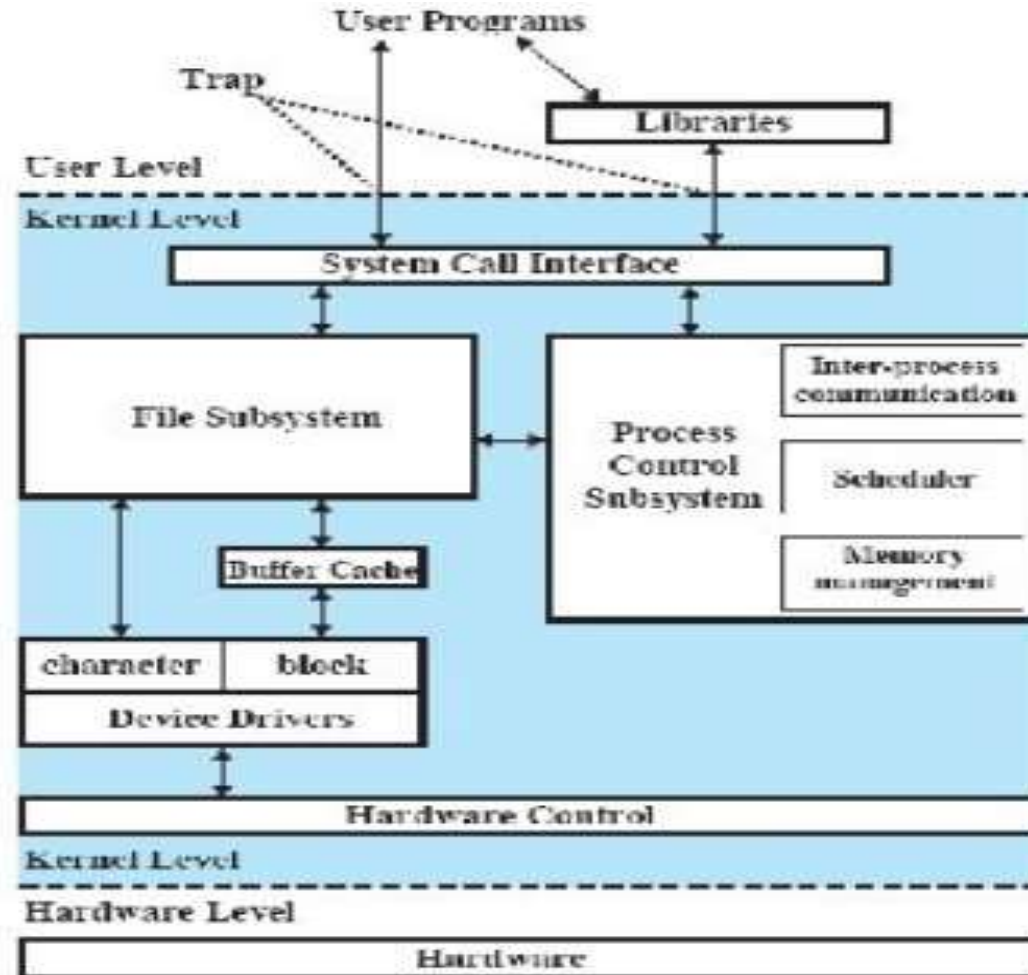 User Programs
Trap
Libraries
User Level
Kernel Level
System Call Interface
File Subsystem
Process
Control
Subsystem
Inter-process
communication
Scheduler
Memory
management
Buffer Cache
character
block
Device Drivers
Hardware Control
Kernel Level
Hardware Level
Hardware